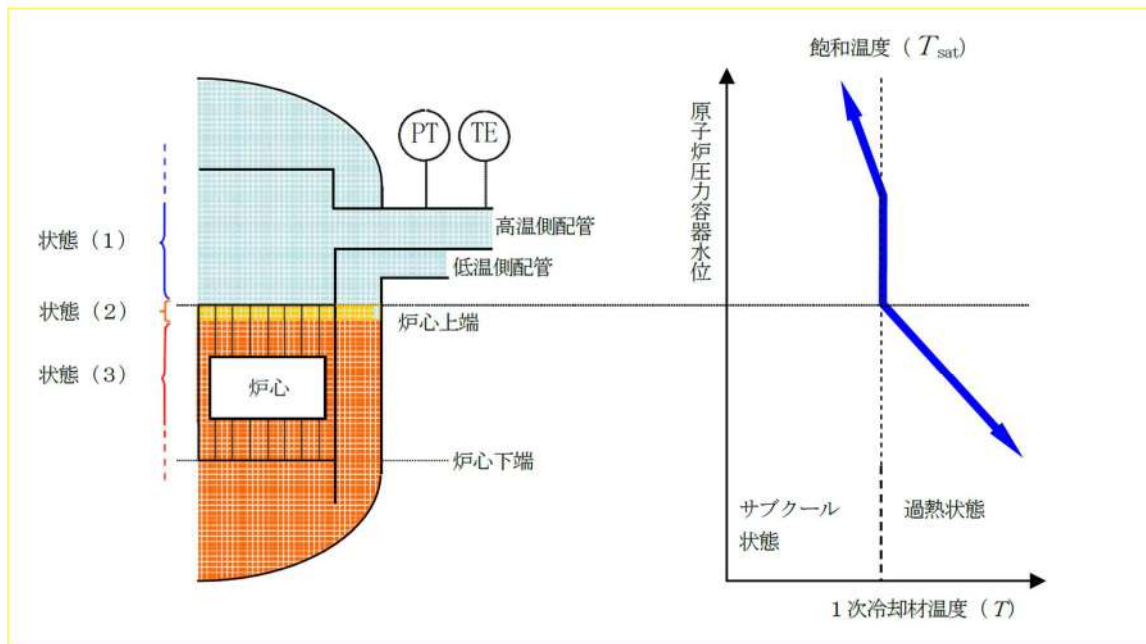 PT
TE
高温側配管
低温側配管
状態（1）
状態（2）
状態（3）
炉心上端
炉心
炉心下端
飽和温度（Tsat）
原子炉圧力容器水位
サブクール
状態
過熱状態
1次冷却材温度（T）